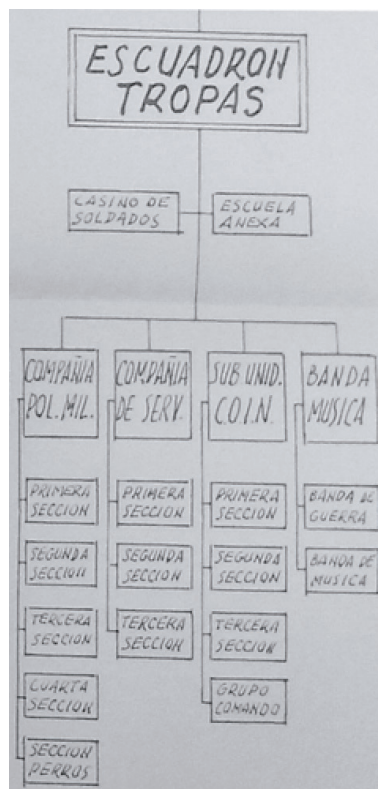 ESCUADRON
TROPAS
CASINO DE
SOLDADOS
ESCUELA
ANEXA
COMPAÑIA
POL. MIL.
COMPAÑIA
DE SERV.
SUB UNID.
C.O.I.N.
BANDA
MUSICA
PRIMERA
SECCION
SEGUNDA
SECCION
TERCERA
SECCION
CUARTA
SECCION
SECCION
PERROS
PRIMERA
SECCION
SEGUNDA
SECCION
TERCERA
SECCION
PRIMERA
SECCION
SEGUNDA
SECCION
TERCERA
SECCION
GRUPO
COMANDO
BANDA DE
GUERRA
BANDA DE
MUSICA